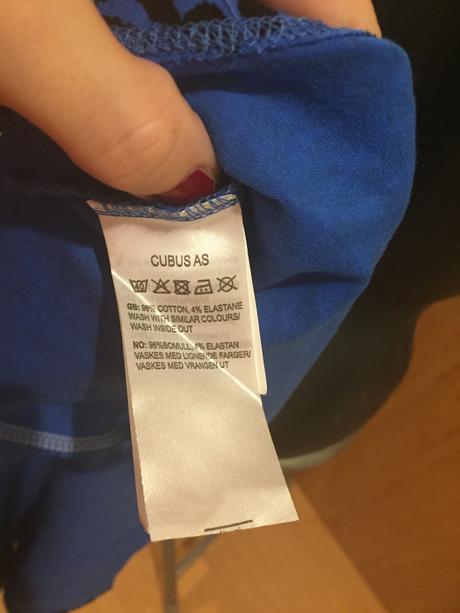 CUBUS AS
GB: 96% COTTON, 4% ELASTANE
WASH WITH SIMILAR COLOURS/
WASH INSIDE OUT
NO: 96%BOMULL, 4% ELASTAN
VASKES MED LIGNENDE FARGER/
VASKES MED VRANGEN UT